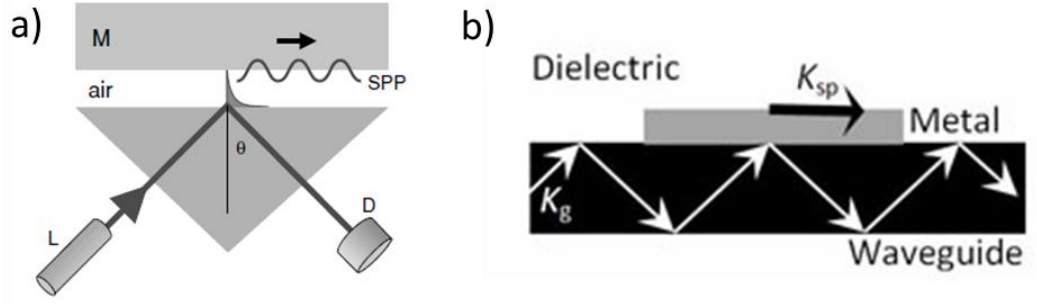 a)
M
air
SPP
θ
L
D
b)
Dielectric
Ksp
Metal
Kg
Waveguide